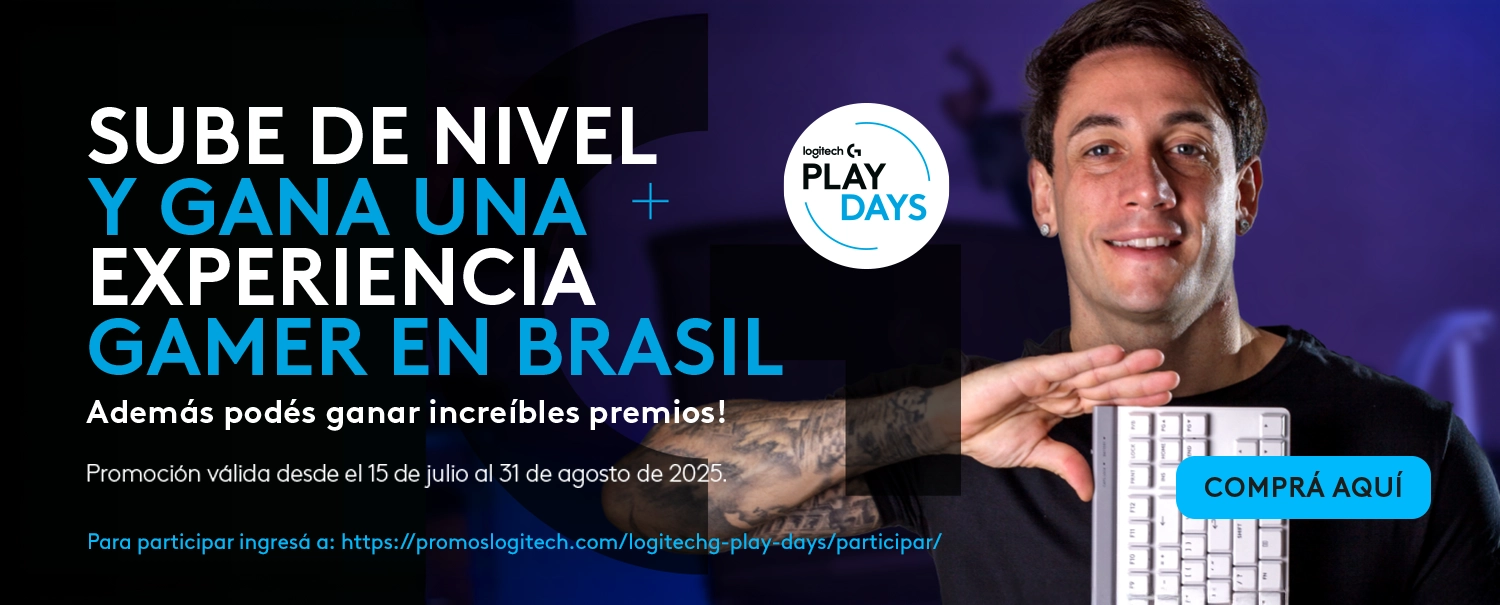 SUBE DE NIVEL
Y GANA UNA
EXPERIENCIA
GAMER EN BRASIL
Además podés ganar increíbles premios!
Promoción válida desde el 15 de julio al 31 de agosto de 2025.
Para participar ingresá a: https://promoslogitech.com/logitechg-play-days/participar/
logitech G
PLAY
DAYS
COMPRÁ AQUÍ